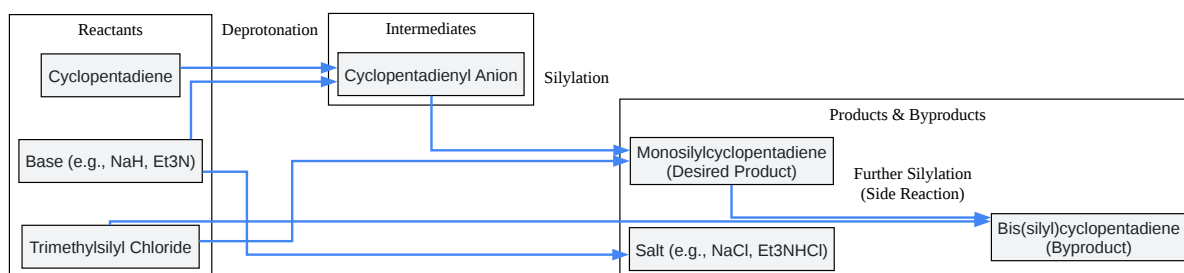 Reactants
Deprotonation
Intermediates
Cyclopentadiene
Cyclopentadienyl Anion
Silylation
Products & Byproducts
Base (e.g., NaH, Et3N)
Monosilylcyclopentadiene
(Desired Product)
Further Silylation
(Side Reaction)
Trimethylsilyl Chloride
Salt (e.g., NaCl, Et3NHCl)
Bis(silyl)cyclopentadiene
(Byproduct)